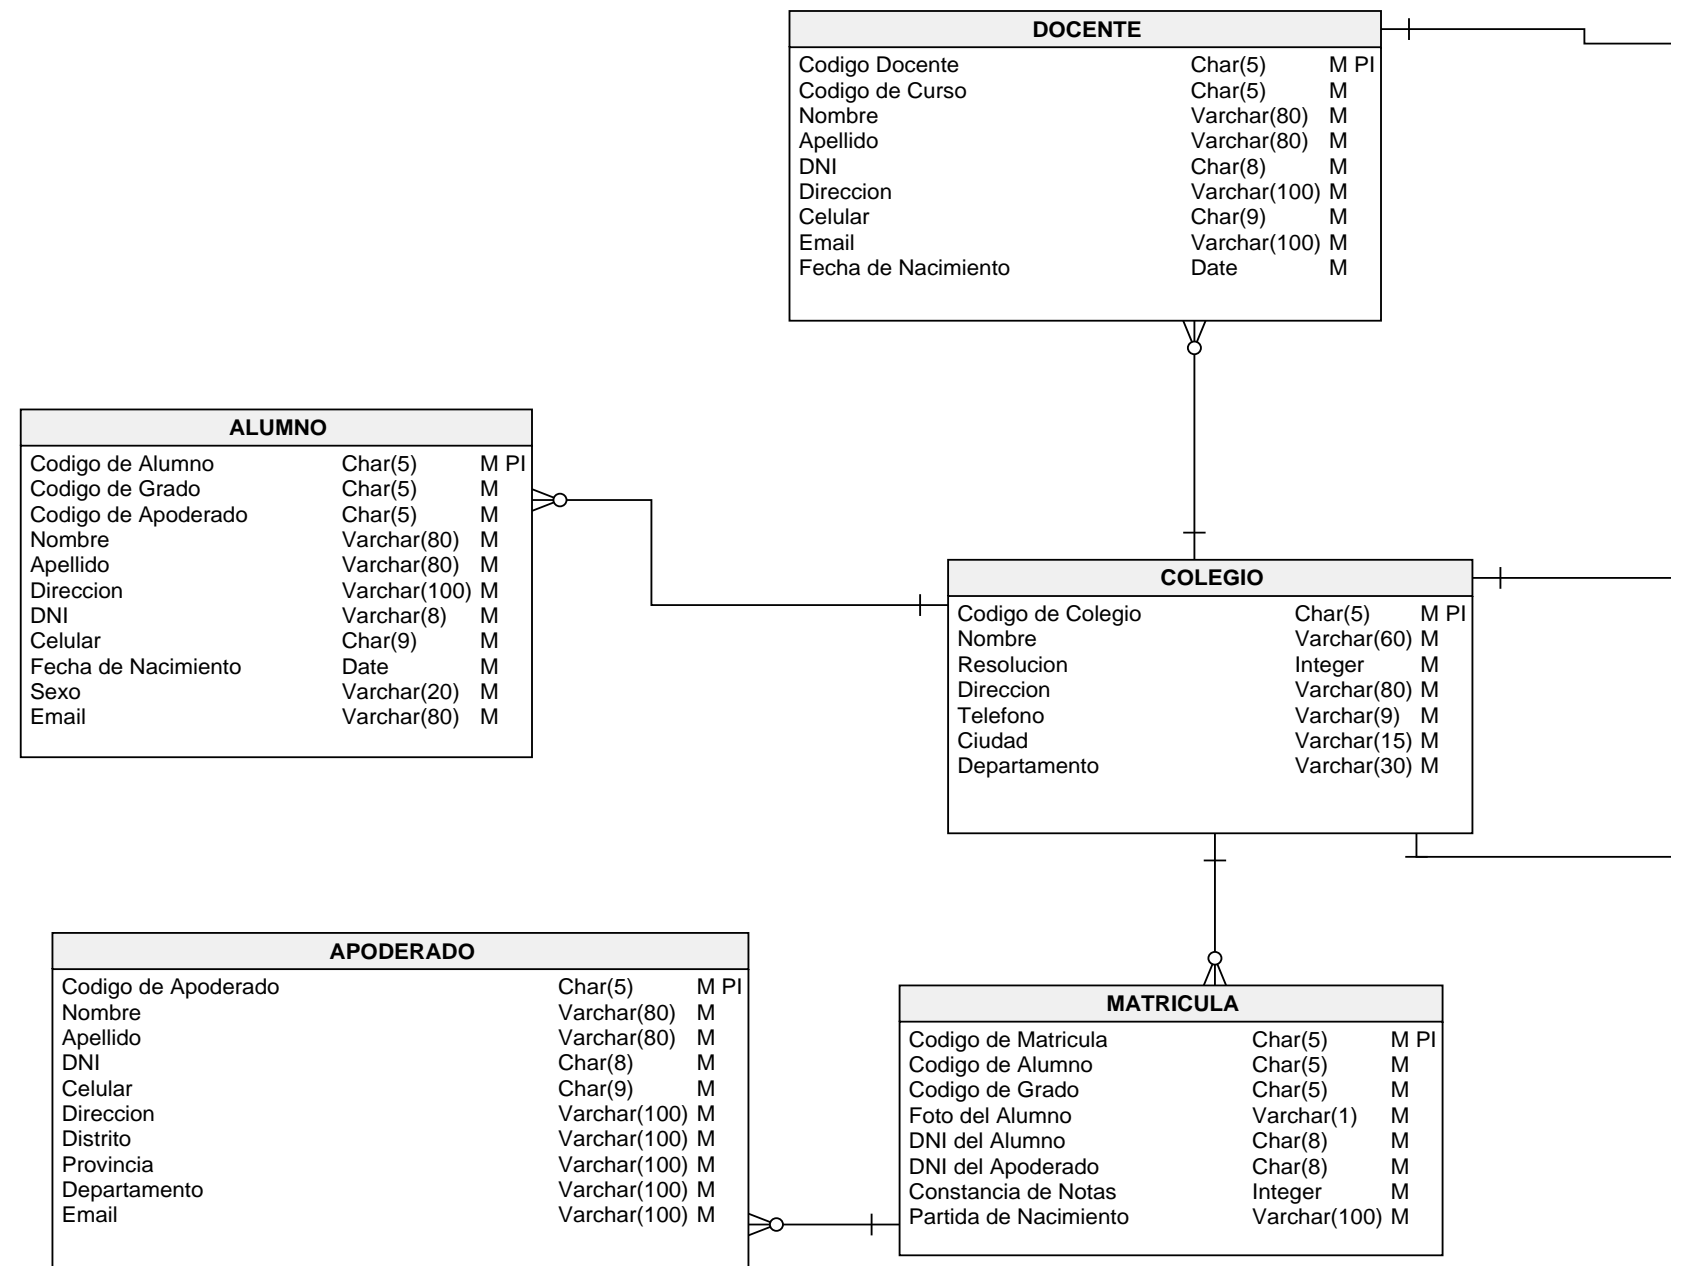 DOCENTE
Codigo Docente Char(5) M PI
Codigo de Curso Char(5) M
Nombre Varchar(80) M
Apellido Varchar(80) M
DNI Char(8) M
Direccion Varchar(100) M
Celular Char(9) M
Email Varchar(100) M
Fecha de Nacimiento Date M
ALUMNO
Codigo de Alumno Char(5) M PI
Codigo de Grado Char(5) M
Codigo de Apoderado Char(5) M
Nombre Varchar(80) M
Apellido Varchar(80) M
Direccion Varchar(100) M
DNI Varchar(8) M
Celular Char(9) M
Fecha de Nacimiento Date M
Sexo Varchar(20) M
Email Varchar(80) M
COLEGIO
Codigo de Colegio Char(5) M PI
Nombre Varchar(60) M
Resolucion Integer M
Direccion Varchar(80) M
Telefono Varchar(9) M
Ciudad Varchar(15) M
Departamento Varchar(30) M
APODERADO
Codigo de Apoderado Char(5) M PI
Nombre Varchar(80) M
Apellido Varchar(80) M
DNI Char(8) M
Celular Char(9) M
Direccion Varchar(100) M
Distrito Varchar(100) M
Provincia Varchar(100) M
Departamento Varchar(100) M
Email Varchar(100) M
MATRICULA
Codigo de Matricula Char(5) M PI
Codigo de Alumno Char(5) M
Codigo de Grado Char(5) M
Foto del Alumno Varchar(1) M
DNI del Alumno Char(8) M
DNI del Apoderado Char(8) M
Constancia de Notas Integer M
Partida de Nacimiento Varchar(100) M